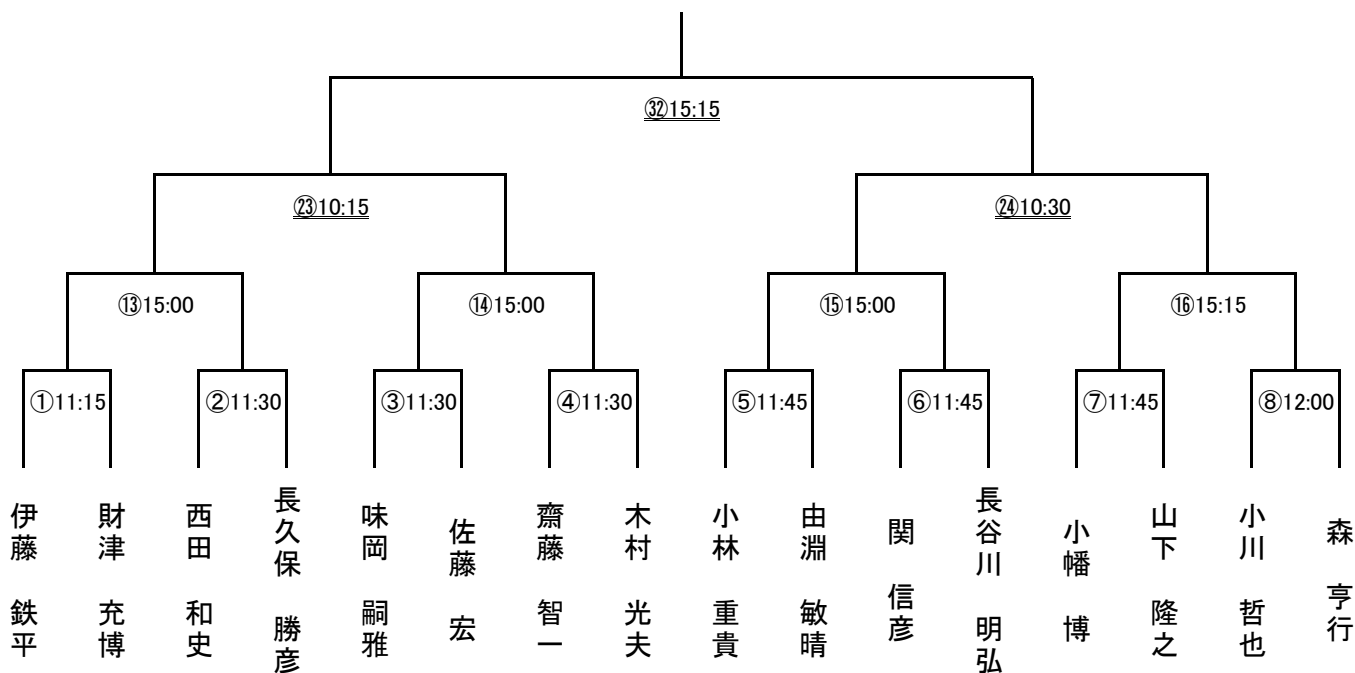 ㉜15:15
㉓10:15
㉔10:30
⑬15:00
⑭15:00
⑮15:00
⑯15:15
①11:15
②11:30
③11:30
④11:30
⑤11:45
⑥11:45
⑦11:45
⑧12:00
伊藤 鉄平
財津 充博
西田 和史
長久保 勝彦
味岡 嗣雅
佐藤 宏
齋藤 智一
木村 光夫
小林 重貴
由淵 敏晴
関 信彦
長谷川 明弘
小幡 博
山下 隆之
小川 哲也
森 亨行